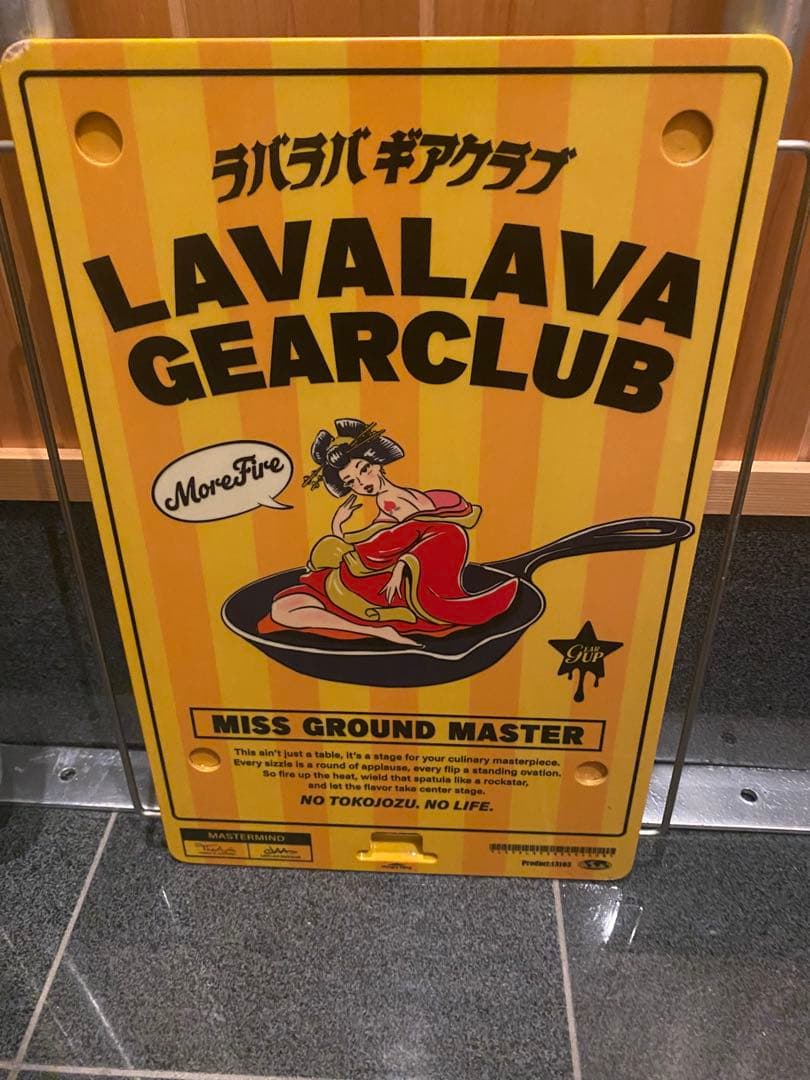 ラバラバ ギアクラブ
LAVALAVA
GEARCLUB
MoreFire
GEAR UP
MISS GROUND MASTER
This ain't just a table, it's a stage for your culinary masterpiece.
Every sizzle is a round of applause, every flip a standing ovation.
So fire up the heat, wield that spatula like a rockstar,
and let the flavor take center stage.
NO TOKOJOZU. NO LIFE.
MASTERMIND